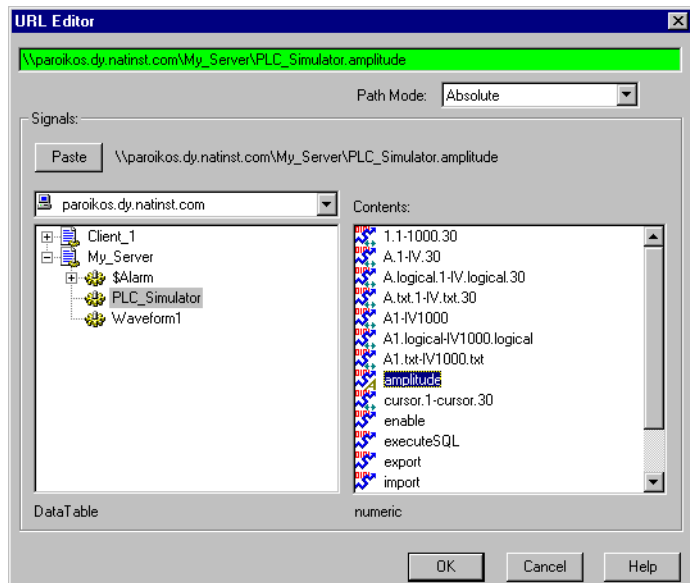 URL Editor
\\paroikos.dy.natinst.com\My_Server\PLC_Simulator.amplitude
Path Mode: Absolute
Signals:
Paste \\paroikos.dy.natinst.com\My_Server\PLC_Simulator.amplitude
paroikos.dy.natinst.com
Client_1
My_Server
$Alarm
PLC_Simulator
Waveform1
DataTable
Contents:
1.1-1000.30
A.1-IV.30
A.logical.1-IV.logical.30
A.txt.1-IV.txt.30
A1-IV1000
A1.logical-IV1000.logical
A1.txt-IV1000.txt
amplitude
cursor.1-cursor.30
enable
executeSQL
export
import
numeric
OK Cancel Help